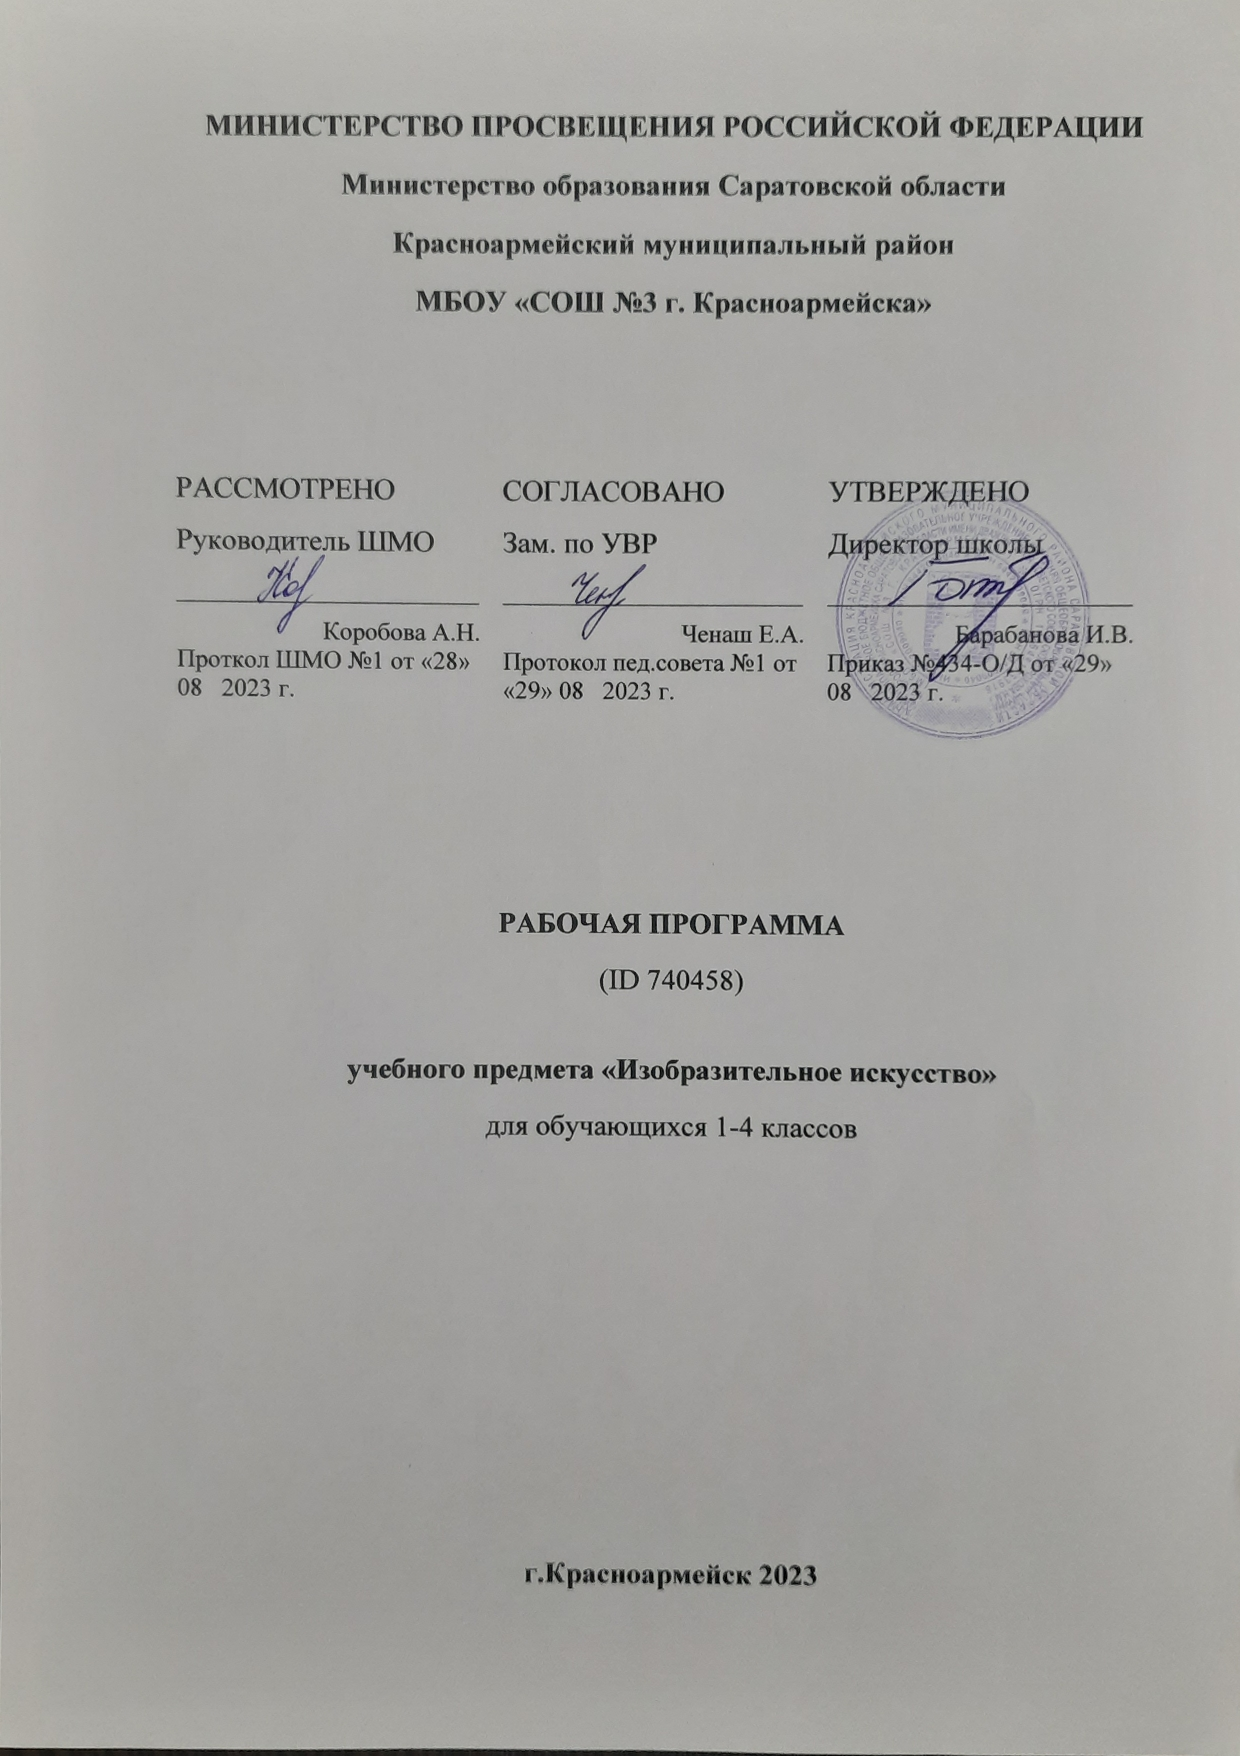 МИНИСТЕРСТВО ПРОСВЕЩЕНИЯ РОССИЙСКОЙ ФЕДЕРАЦИИ
Министерство образования Саратовской области
Красноармейский муниципальный район
МБОУ «СОШ №3 г. Красноармейска»
РАССМОТРЕНО
Руководитель ШМО
Коробова А.Н.
Проткол ШМО №1 от «28»
08 2023 г.
СОГЛАСОВАНО
Зам. по УВР
Ченаш Е.А.
Протокол пед.совета №1 от
«29» 08 2023 г.
УТВЕРЖДЕНО
Директор школы
Барабанова И.В.
Приказ №434-О/Д от «29»
08 2023 г.
РАБОЧАЯ ПРОГРАММА
(ID 740458)
учебного предмета «Изобразительное искусство»
для обучающихся 1-4 классов
г.Красноармейск 2023